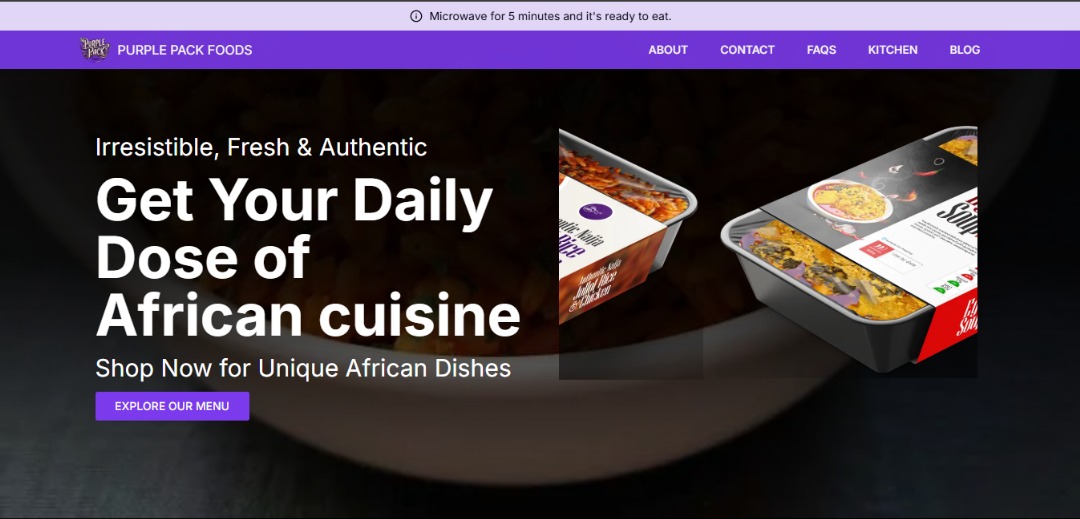 Microwave for 5 minutes and it's ready to eat.
PURPLE PACK
PURPLE PACK FOODS
ABOUT
CONTACT
FAQS
KITCHEN
BLOG
Irresistible, Fresh & Authentic
Get Your Daily
Dose of
African cuisine
Shop Now for Unique African Dishes
EXPLORE OUR MENU
Naija
Rice
Authentic Naija
Jollof Rice
& Chicken